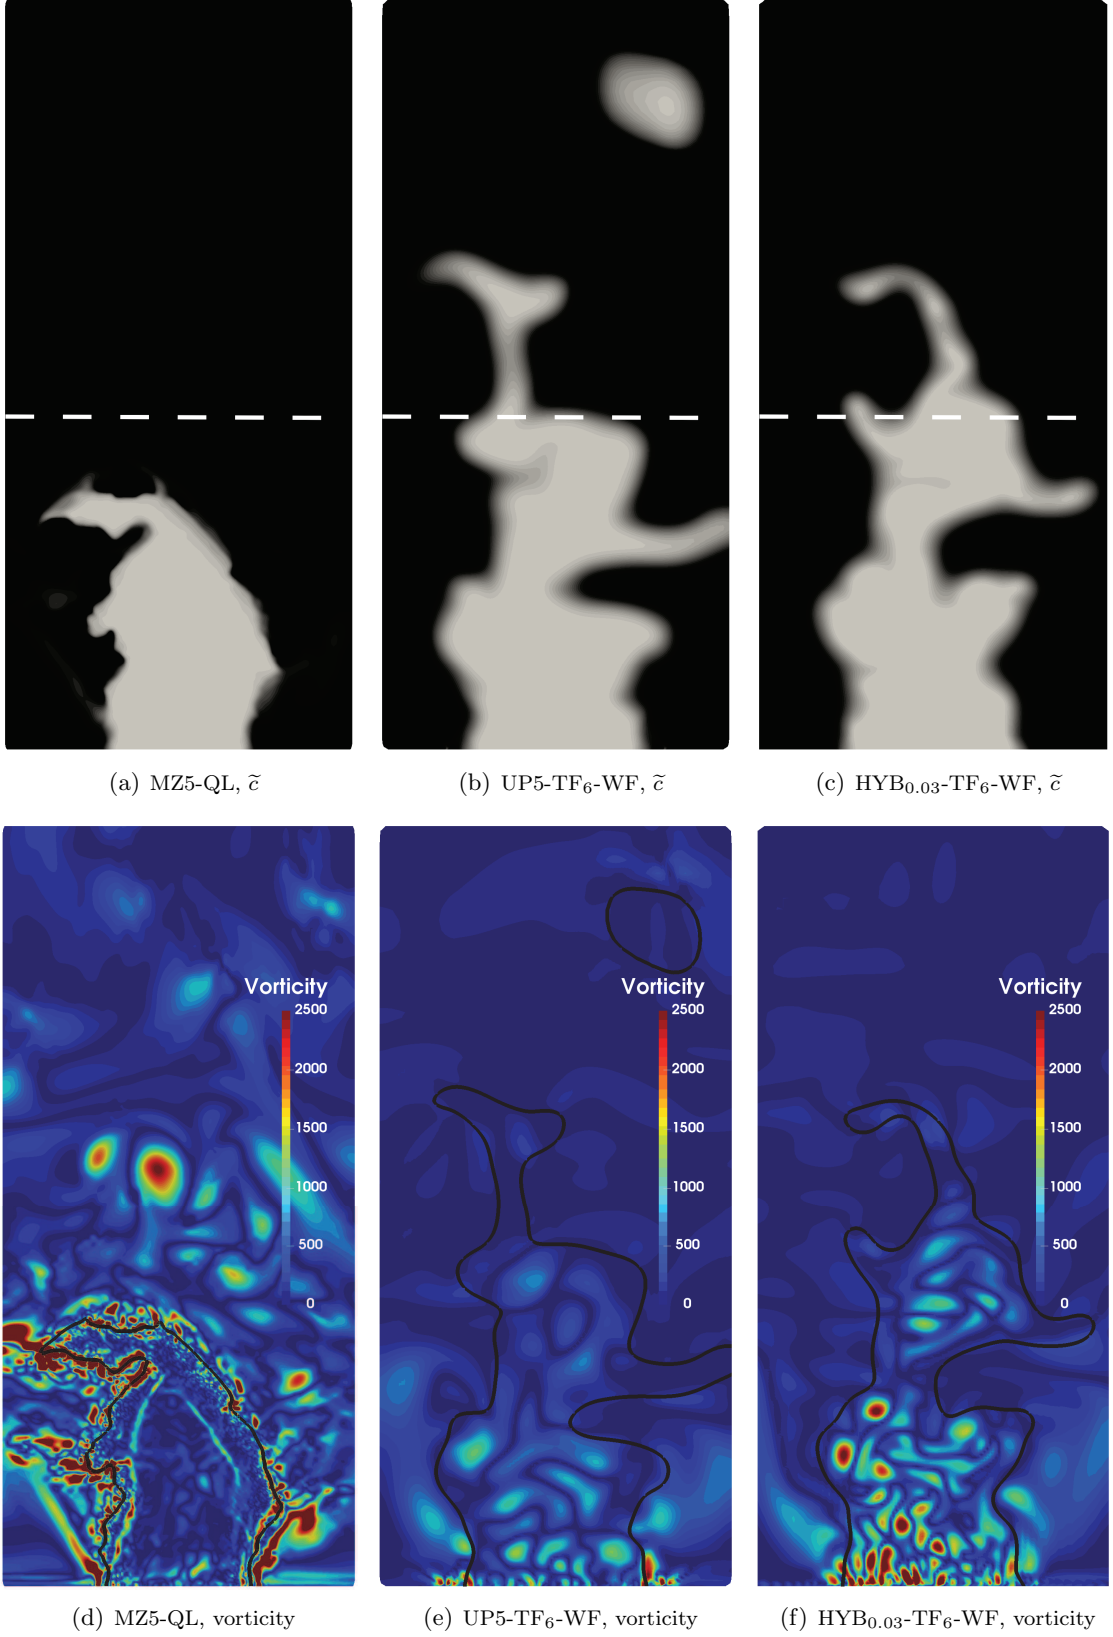 (a) MZ5-QL, c̃
(b) UP5-TF₆-WF, c̃
(c) HYB₀.₀₃-TF₆-WF, c̃
Vorticity
2500
2000
1500
1000
500
0
Vorticity
2500
2000
1500
1000
500
0
Vorticity
2500
2000
1500
1000
500
0
(d) MZ5-QL, vorticity
(e) UP5-TF₆-WF, vorticity
(f) HYB₀.₀₃-TF₆-WF, vorticity